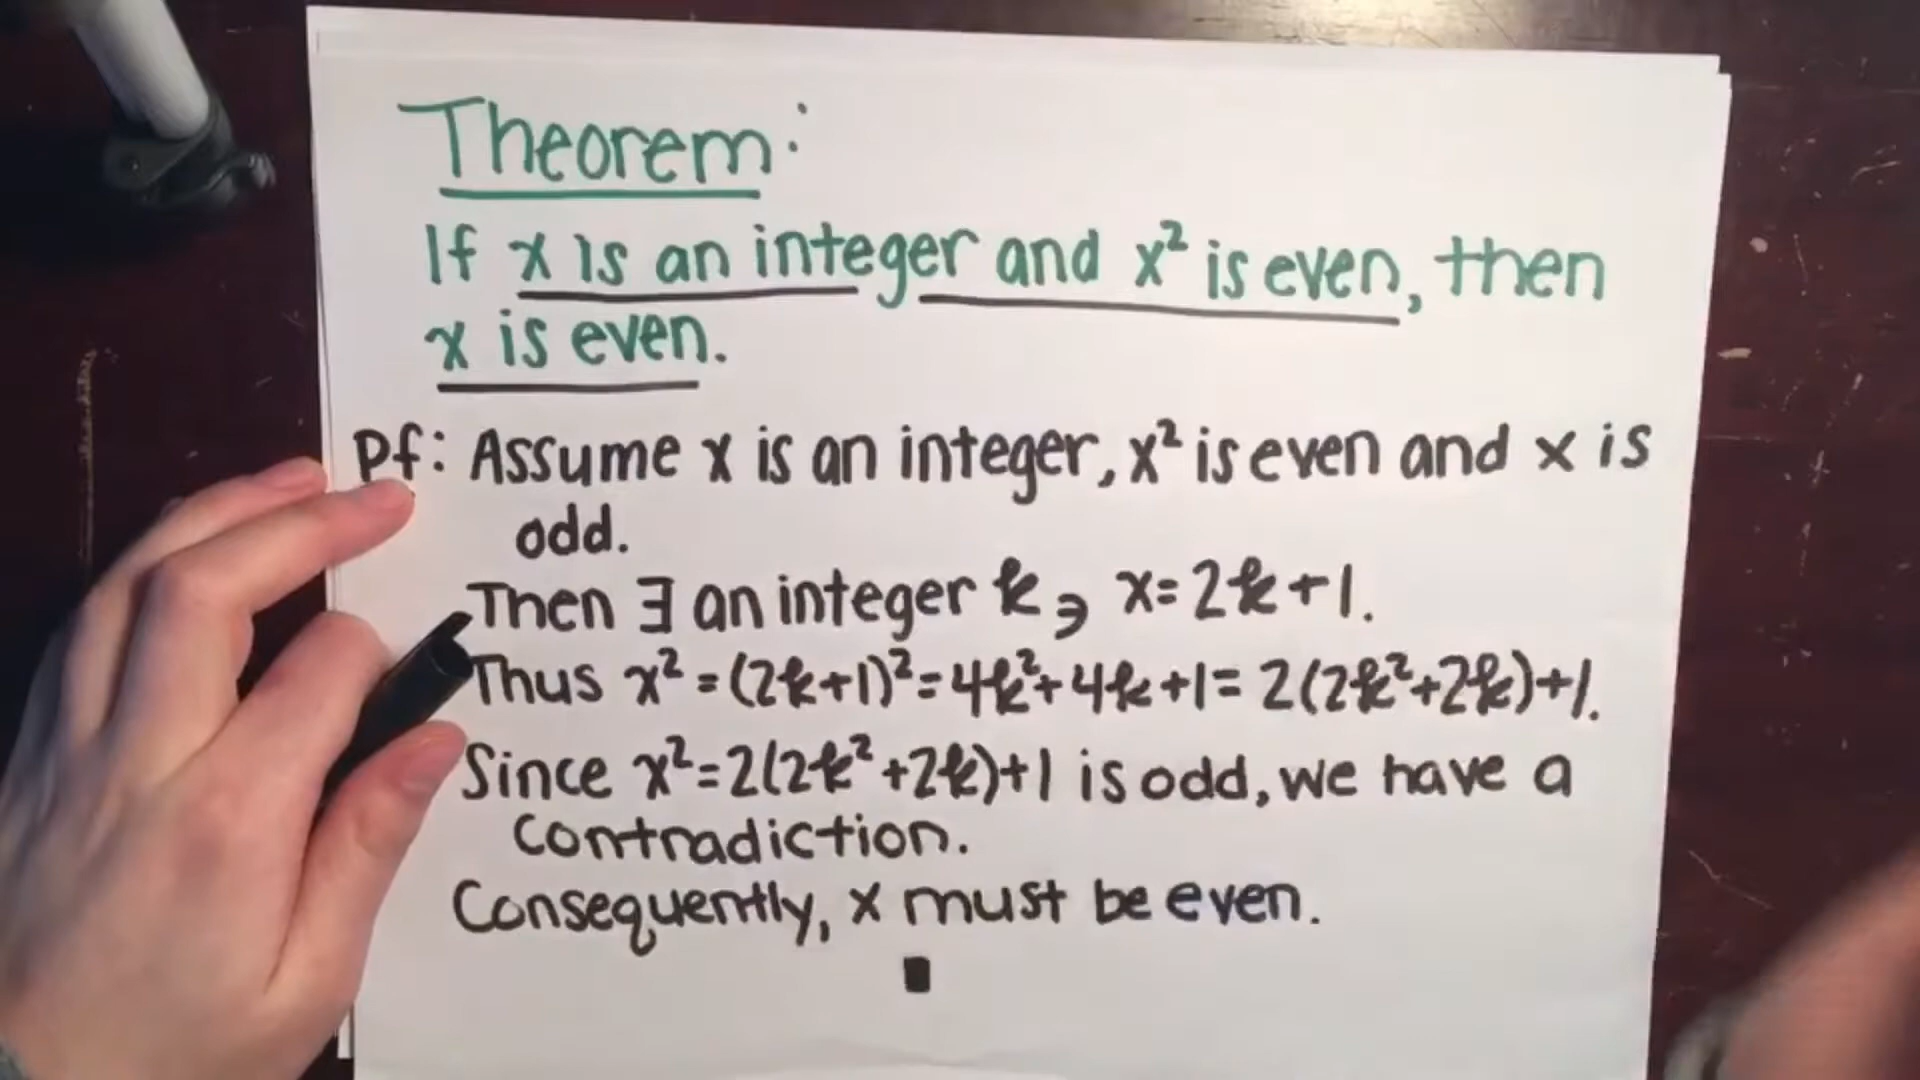 Theorem:
If x is an integer and x² is even, then
x is even.
Pf: Assume x is an integer, x² is even and x is
odd.
Then ∃ an integer k ∍ x=2k+1.
Thus x² = (2k+1)² = 4k²+4k+1 = 2(2k²+2k)+1.
Since x²=2(2k²+2k)+1 is odd, we have a
contradiction.
Consequently, x must be even.
■